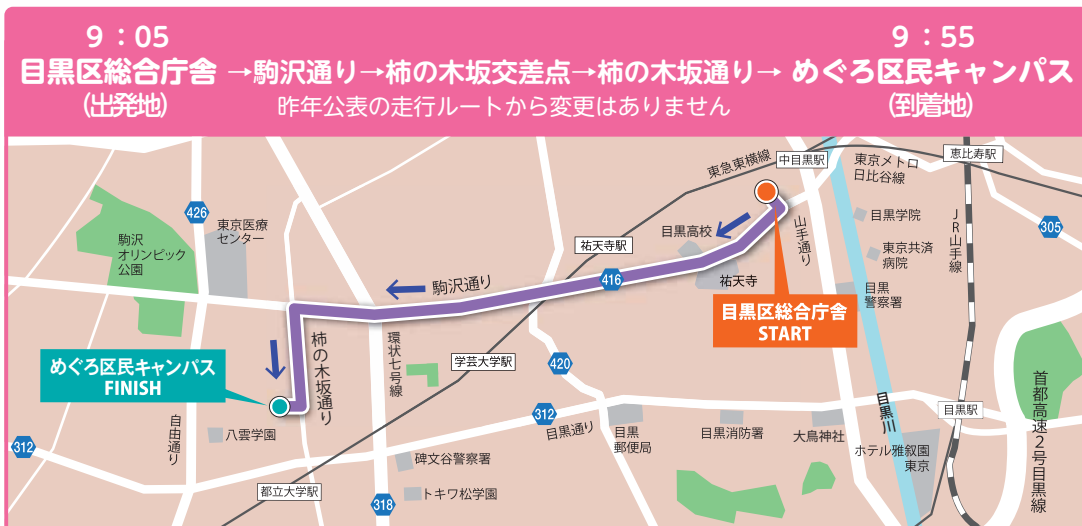 9：05
9：55
目黒区総合庁舎 →駒沢通り→柿の木坂交差点→柿の木坂通り→ めぐろ区民キャンパス
(出発地)
昨年公表の走行ルートから変更はありません
(到着地)
東急東横線
中目黒駅
東京メトロ
日比谷線
恵比寿駅
426
東京医療
センター
駒沢
オリンピック
公園
目黒高校
山手通り
目黒学院
JR山手線
305
祐天寺駅
東京共済
病院
駒沢通り
416
祐天寺
目黒
警察署
目黒区総合庁舎
START
めぐろ区民キャンパス
FINISH
柿の木坂通り
環状七号線
学芸大学駅
420
首都高速2号目黒線
自由通り
八雲学園
312
目黒通り
312
目黒
郵便局
目黒消防署
大鳥神社
目黒川
目黒駅
ホテル雅叙園
東京
碑文谷警察署
都立大学駅
318
トキワ松学園